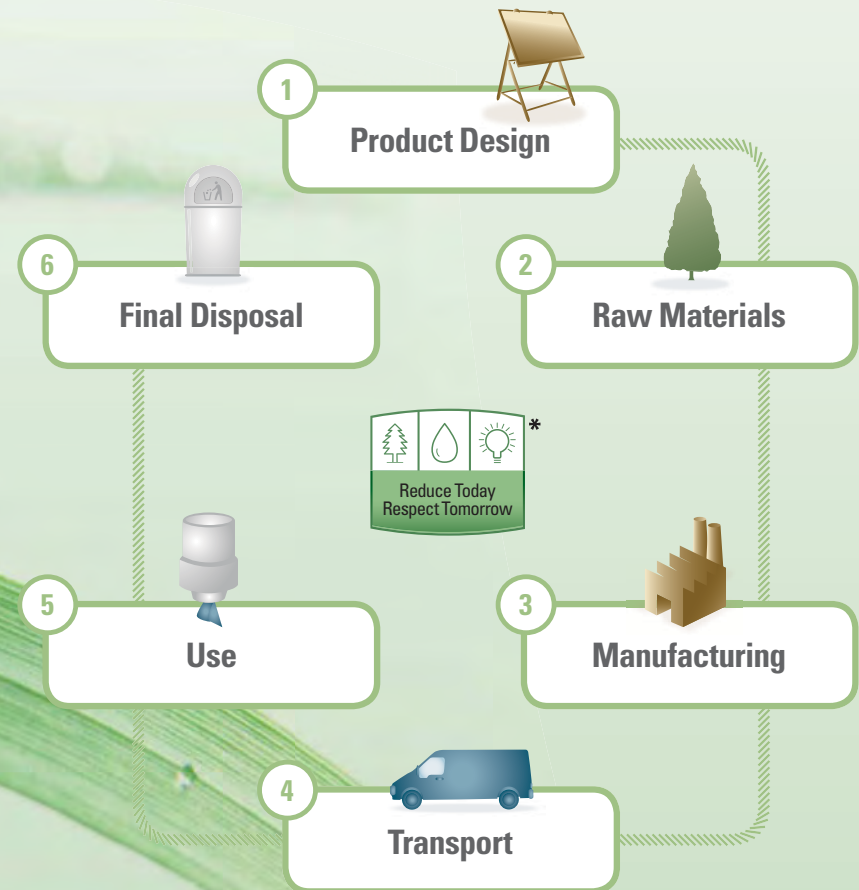 1
Product Design
2
Raw Materials
3
Manufacturing
4
Transport
5
Use
6
Final Disposal
Reduce Today
Respect Tomorrow
*